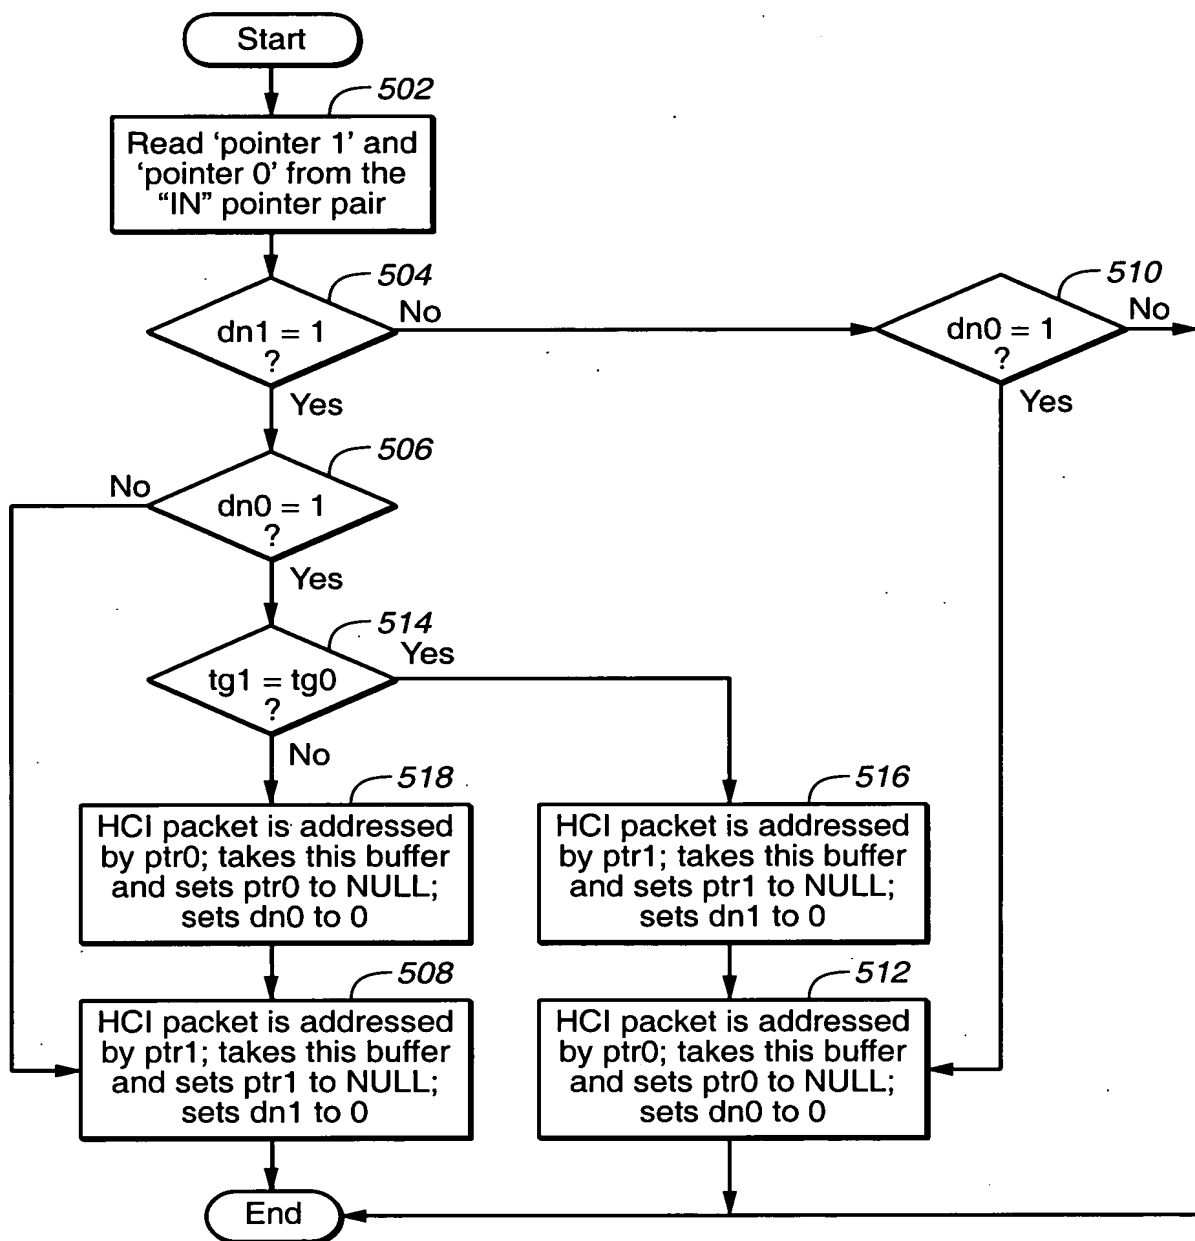 Start
502
Read ‘pointer 1’ and
‘pointer 0’ from the
“IN” pointer pair
504
dn1 = 1
?
No
Yes
510
dn0 = 1
?
No
Yes
506
No
dn0 = 1
?
Yes
514
tg1 = tg0
?
Yes
No
518
HCI packet is addressed
by ptr0; takes this buffer
and sets ptr0 to NULL;
sets dn0 to 0
516
HCI packet is addressed
by ptr1; takes this buffer
and sets ptr1 to NULL;
sets dn1 to 0
508
HCI packet is addressed
by ptr1; takes this buffer
and sets ptr1 to NULL;
sets dn1 to 0
512
HCI packet is addressed
by ptr0; takes this buffer
and sets ptr0 to NULL;
sets dn0 to 0
End